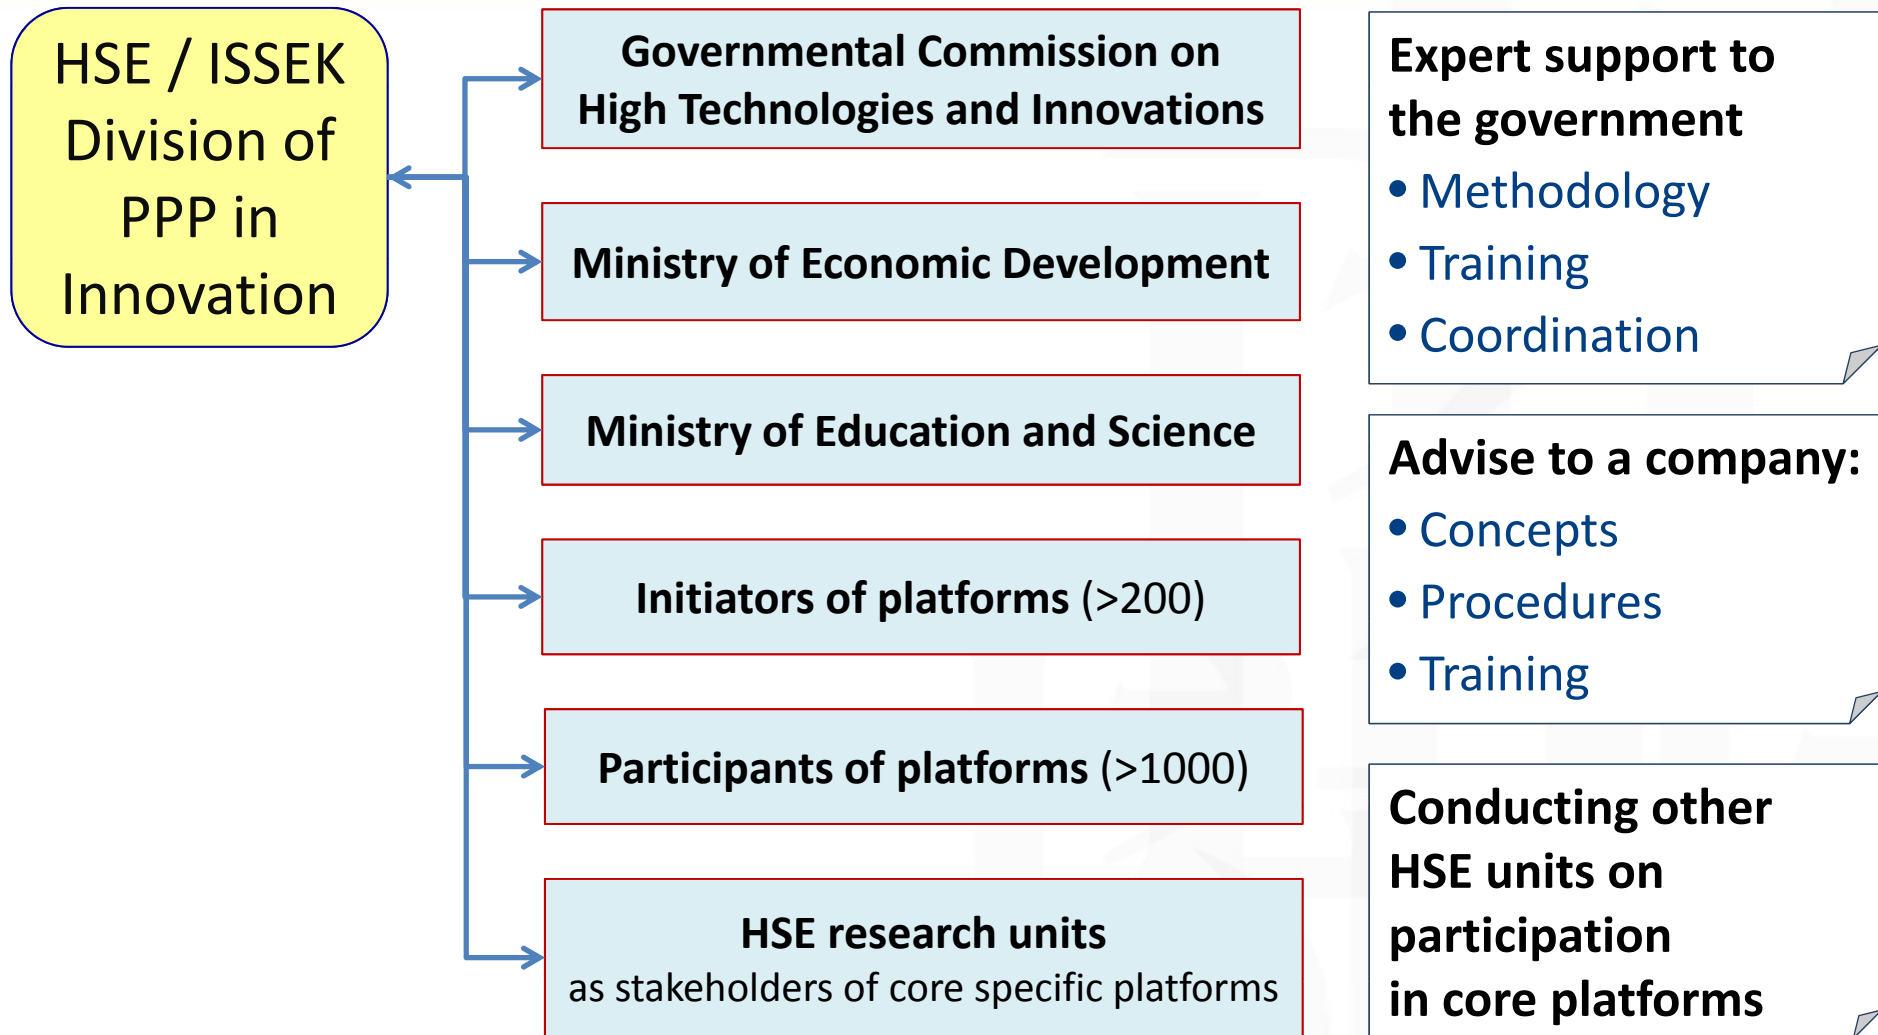 HSE / ISSEK
Division of
PPP in
Innovation
Governmental Commission on
High Technologies and Innovations
Ministry of Economic Development
Ministry of Education and Science
Initiators of platforms (>200)
Participants of platforms (>1000)
HSE research units
as stakeholders of core specific platforms
Expert support to
the government
• Methodology
• Training
• Coordination
Advise to a company:
• Concepts
• Procedures
• Training
Conducting other
HSE units on
participation
in core platforms